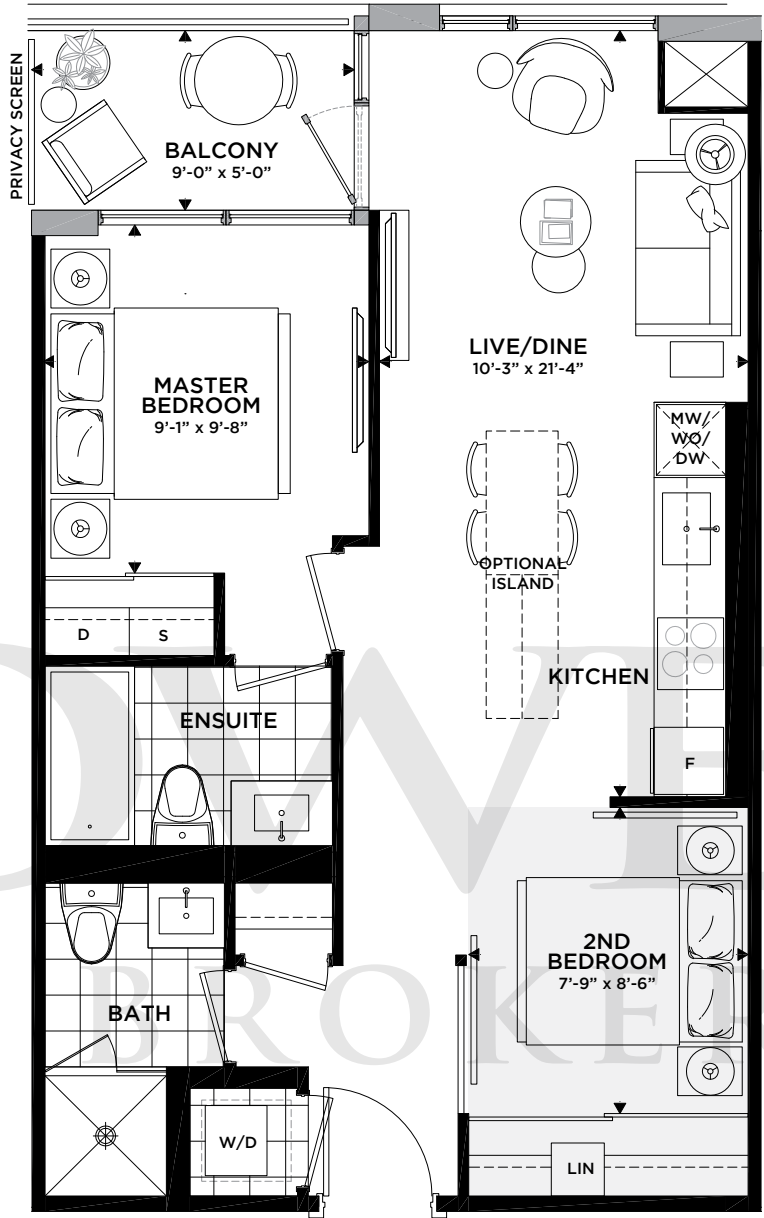 PRIVACY SCREEN
BALCONY
9'-0" x 5'-0"
LIVE/DINE
10'-3" x 21'-4"
MASTER
BEDROOM
9'-1" x 9'-8"
MW/
WO/
DW
OPTIONAL
ISLAND
D S
KITCHEN
ENSUITE
F
2ND
BEDROOM
7'-9" x 8'-6"
BATH
W/D
LIN
OWE
BROKE